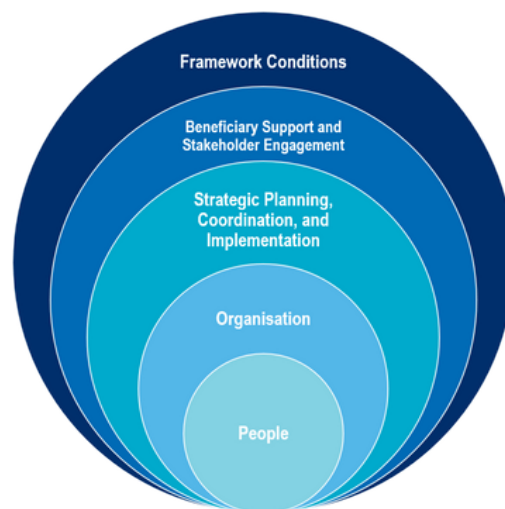 Framework Conditions
Beneficiary Support and
Stakeholder Engagement
Strategic Planning,
Coordination, and
Implementation
Organisation
People